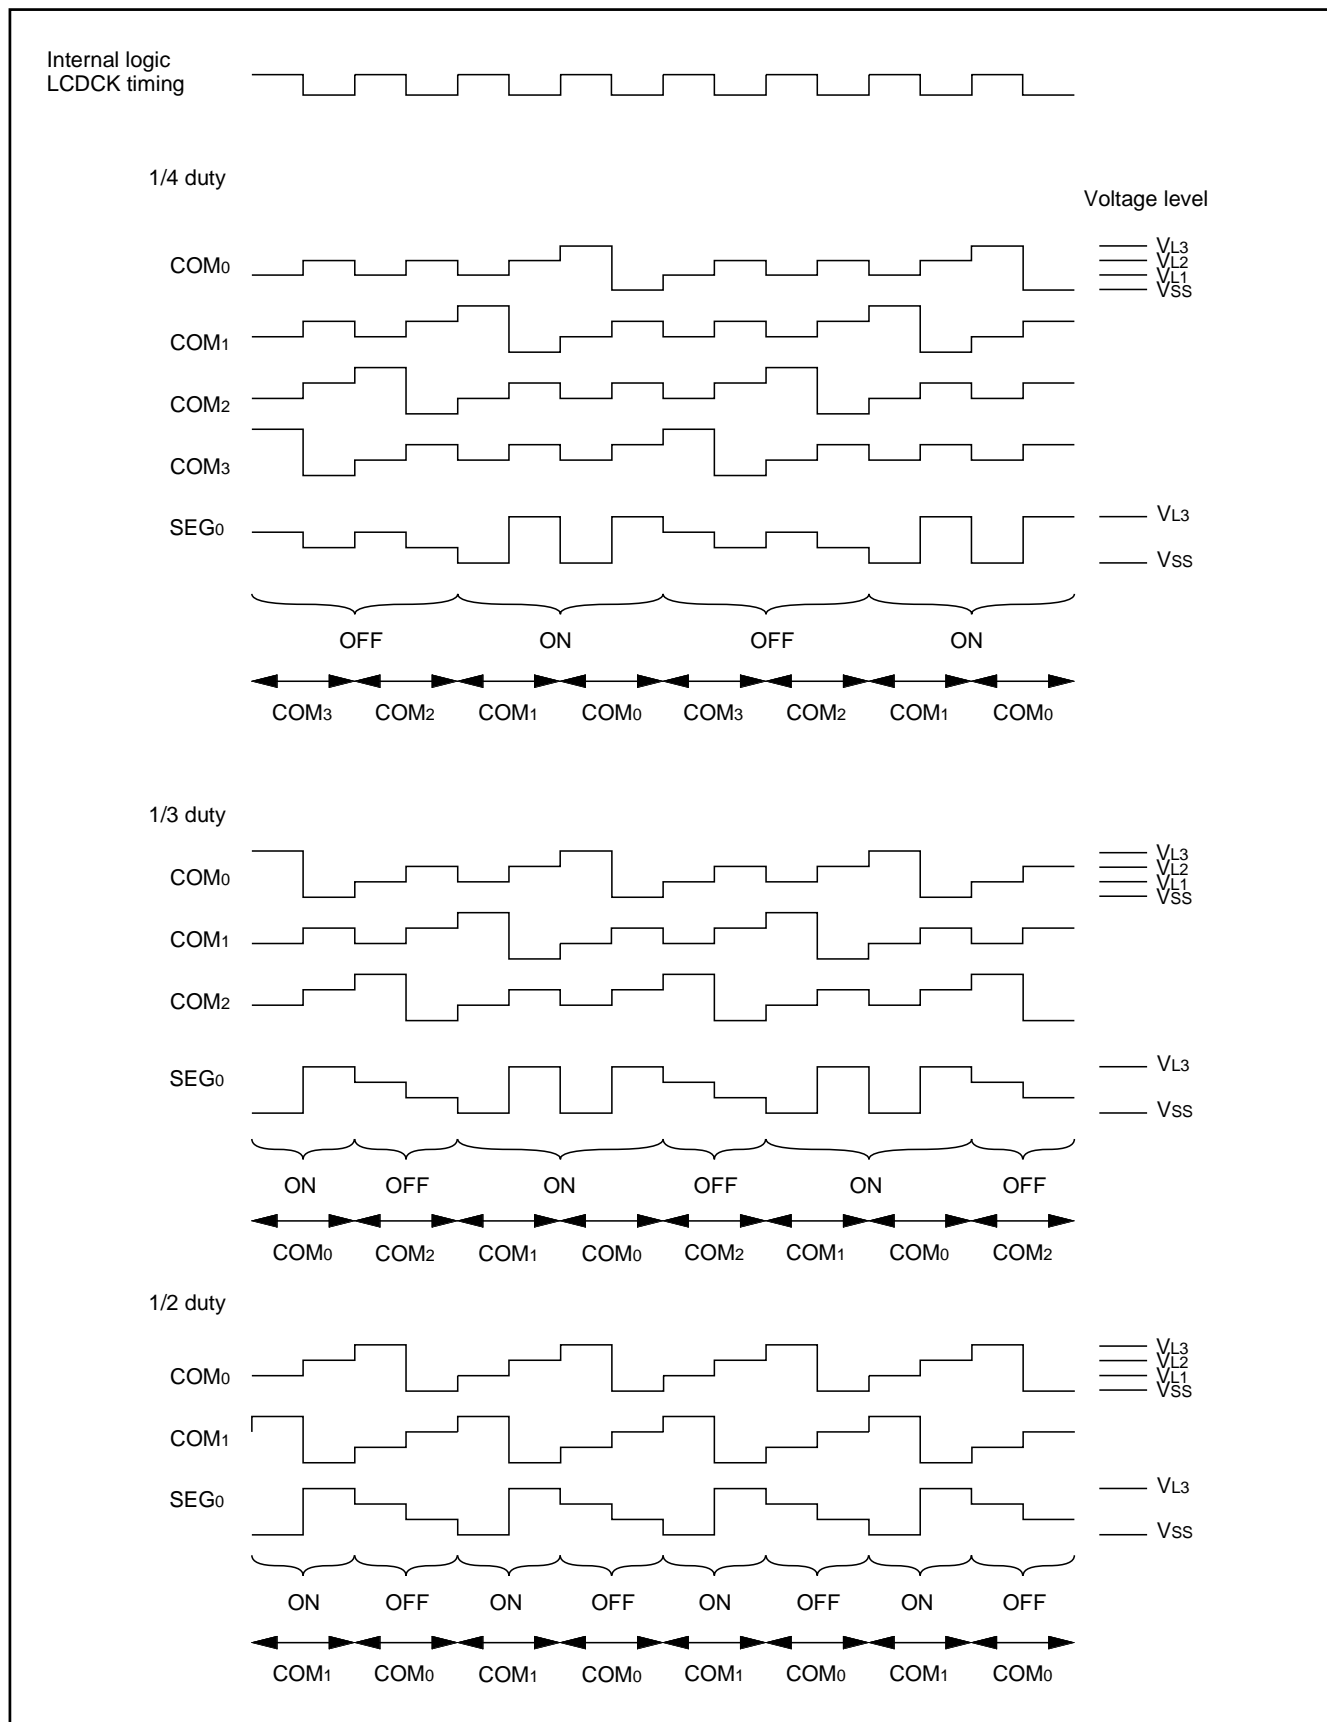 Internal logic
LCDCK timing
1/4 duty
Voltage level
COM0
VL3
VL2
VL1
VSS
COM1
COM2
COM3
SEG0
VL3
VSS
OFF ON OFF ON
COM3 COM2 COM1 COM0 COM3 COM2 COM1 COM0
1/3 duty
COM0
VL3
VL2
VL1
VSS
COM1
COM2
SEG0
VL3
VSS
ON OFF ON OFF ON OFF
COM0 COM2 COM1 COM0 COM2 COM1 COM0 COM2
1/2 duty
COM0
VL3
VL2
VL1
VSS
COM1
SEG0
VL3
VSS
ON OFF ON OFF ON OFF ON OFF
COM1 COM0 COM1 COM0 COM1 COM0 COM1 COM0